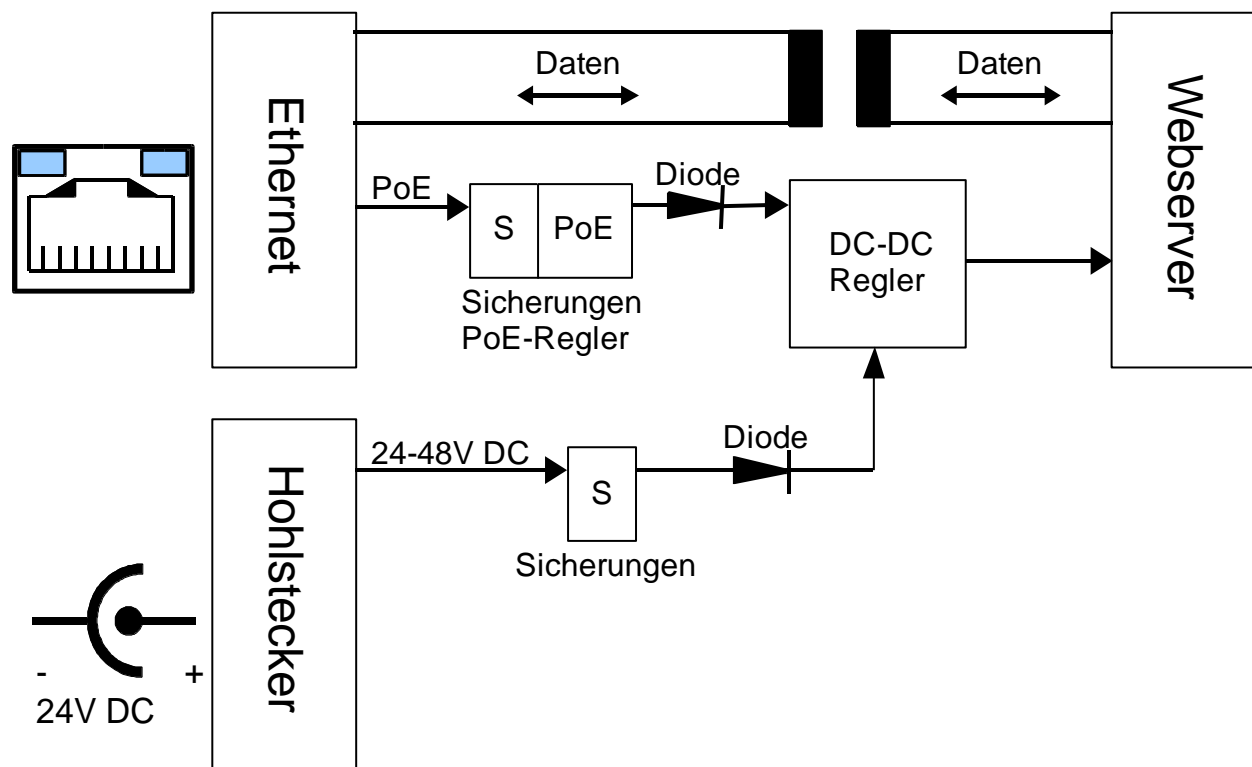 Ethernet
Daten
Daten
Webserver
PoE
S
PoE
Diode
DC-DC
Regler
Sicherungen
PoE-Regler
Hohlstecker
24-48V DC
S
Diode
Sicherungen
- +
24V DC